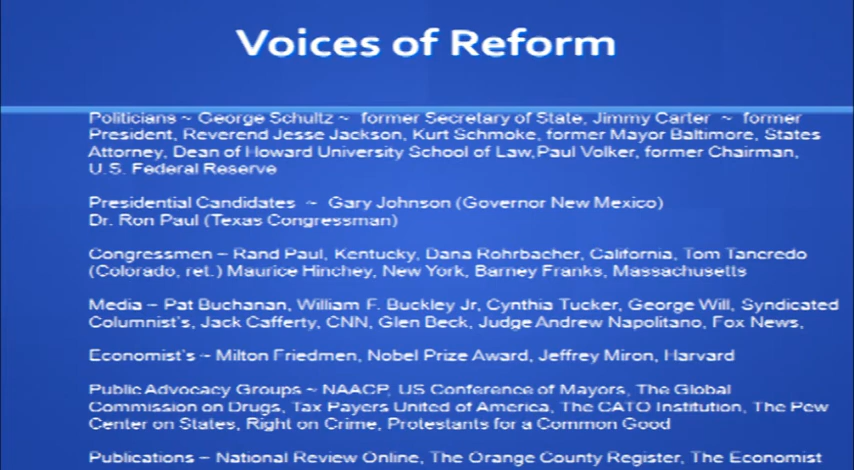 Voices of Reform
Politicians ~ George Schultz ~ former Secretary of State, Jimmy Carter ~ former
President, Reverend Jesse Jackson, Kurt Schmoke, former Mayor Baltimore, States
Attorney, Dean of Howard University School of Law,Paul Volker, former Chairman,
U.S. Federal Reserve
Presidential Candidates ~ Gary Johnson (Governor New Mexico)
Dr. Ron Paul (Texas Congressman)
Congressmen – Rand Paul, Kentucky, Dana Rohrbacher, California, Tom Tancredo
(Colorado, ret.) Maurice Hinchey, New York, Barney Franks, Massachusetts
Media – Pat Buchanan, William F. Buckley Jr, Cynthia Tucker, George Will, Syndicated
Columnist's, Jack Cafferty, CNN, Glen Beck, Judge Andrew Napolitano, Fox News,
Economist's ~ Milton Friedmen, Nobel Prize Award, Jeffrey Miron, Harvard
Public Advocacy Groups ~ NAACP, US Conference of Mayors, The Global
Commission on Drugs, Tax Payers United of America, The CATO Institution, The Pew
Center on States, Right on Crime, Protestants for a Common Good
Publications – National Review Online, The Orange County Register, The Economist